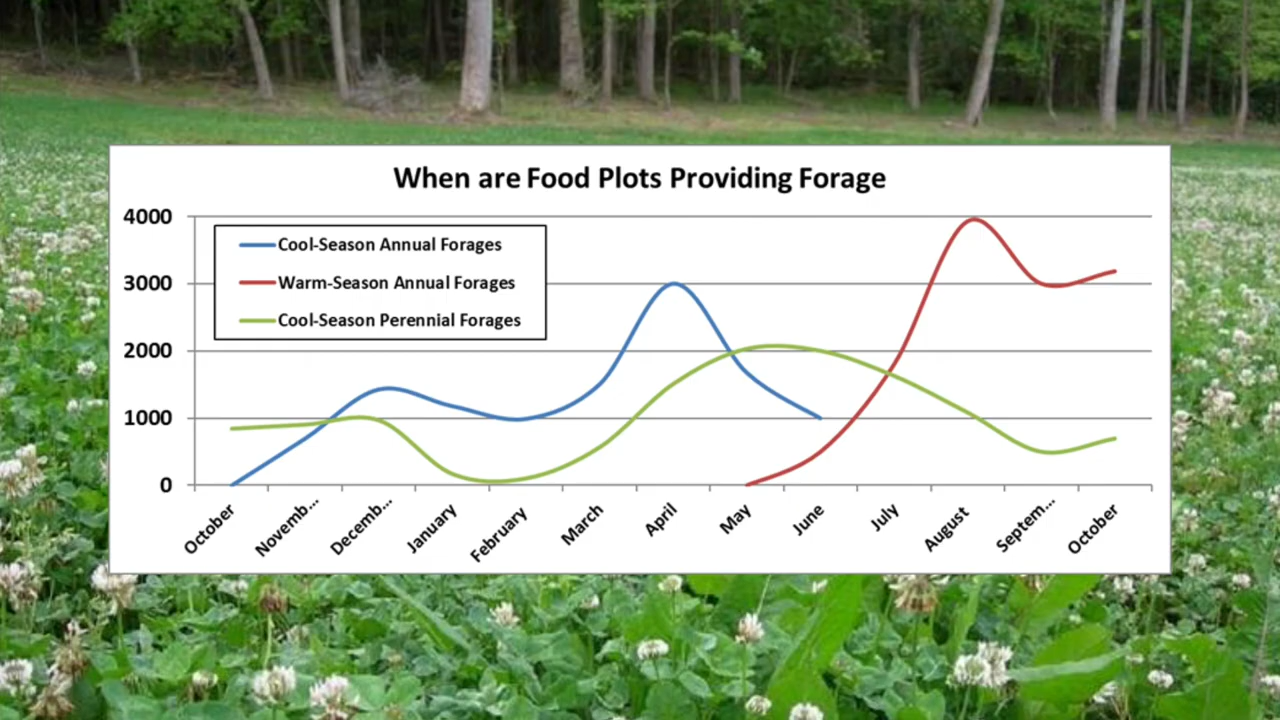 When are Food Plots Providing Forage
4000
3000
2000
1000
0
Cool-Season Annual Forages
Warm-Season Annual Forages
Cool-Season Perennial Forages
October
Novemb...
Decemb...
January
February
March
April
May
June
July
August
Septem...
October